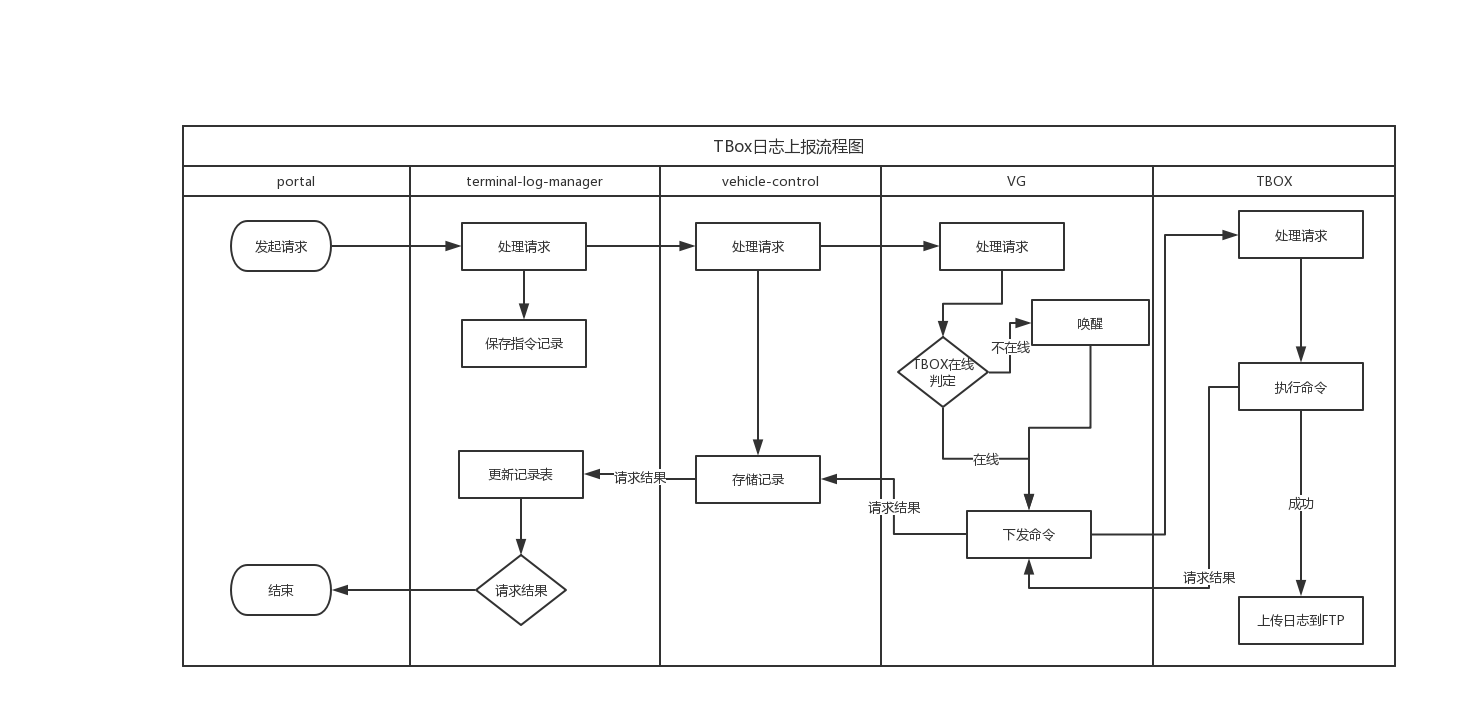 TBox日志上报流程图
portal
terminal-log-manager
vehicle-control
VG
TBOX
发起请求
处理请求
处理请求
处理请求
处理请求
保存指令记录
唤醒
不在线
TBOX在线
判定
执行命令
更新记录表
请求结果
存储记录
在线
请求结果
成功
下发命令
请求结果
结束
请求结果
上传日志到FTP